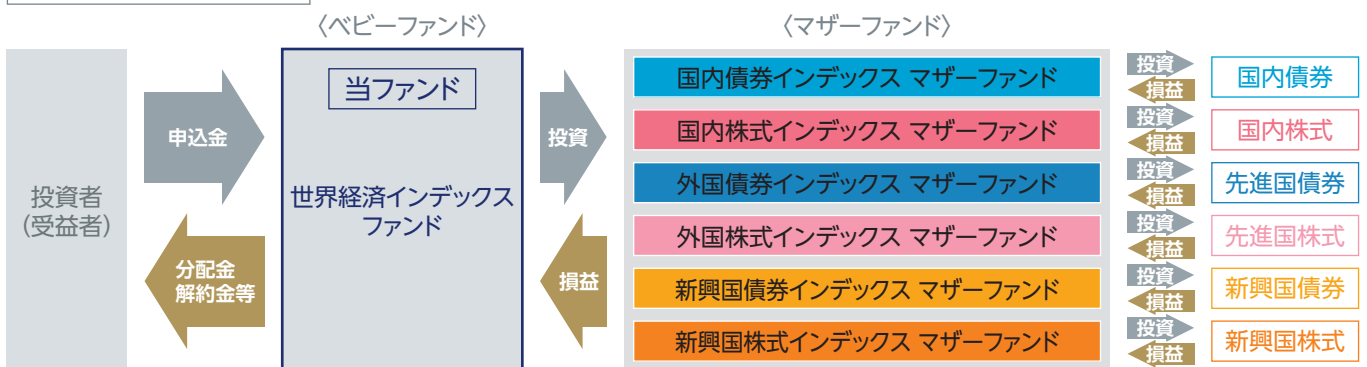 〈ベビーファンド〉
〈マザーファンド〉
投資者
(受益者)
申込金
分配金
解約金等
当ファンド
世界経済インデックス
ファンド
投資
損益
国内債券インデックス マザーファンド
投資
損益
国内債券
国内株式インデックス マザーファンド
投資
損益
国内株式
外国債券インデックス マザーファンド
投資
損益
先進国債券
外国株式インデックス マザーファンド
投資
損益
先進国株式
新興国債券インデックス マザーファンド
投資
損益
新興国債券
新興国株式インデックス マザーファンド
投資
損益
新興国株式